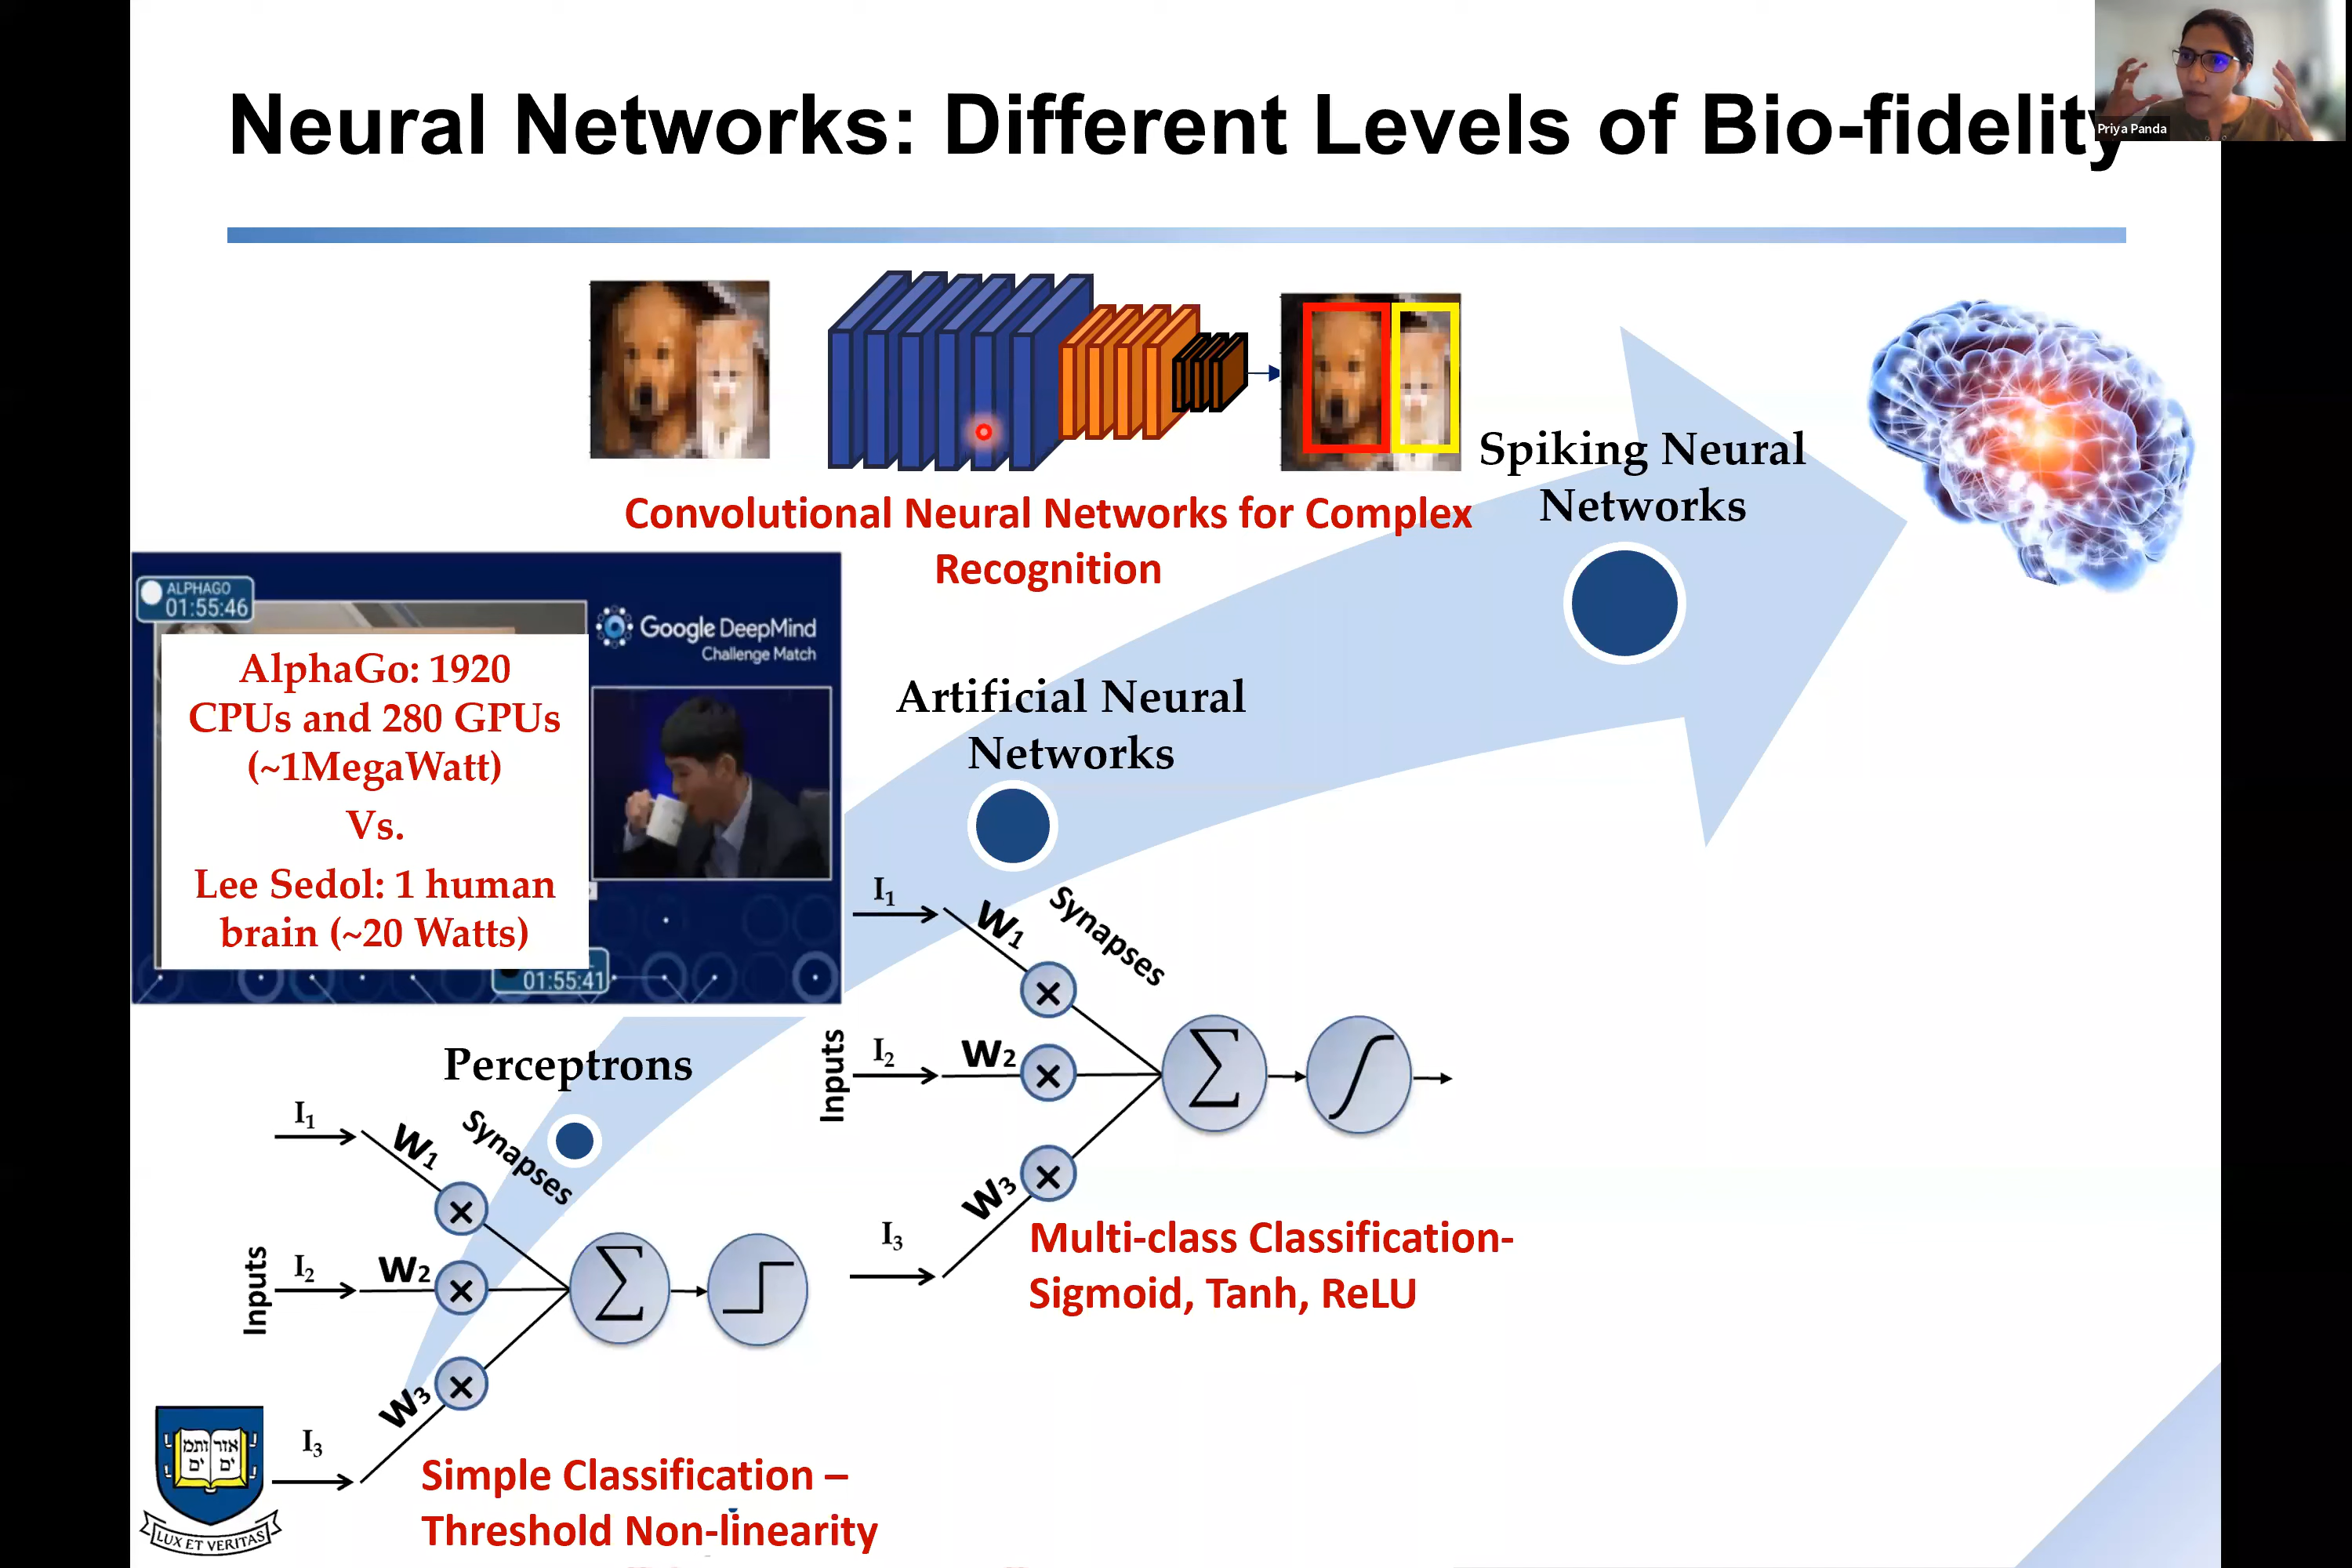 Neural Networks: Different Levels of Bio-fidelity
Priya Panda
Convolutional Neural Networks for Complex
Recognition
Spiking Neural
Networks
ALPHAGO
01:55:46
Google DeepMind
Challenge Match
AlphaGo: 1920
CPUs and 280 GPUs
(~1MegaWatt)
Vs.
Lee Sedol: 1 human
brain (~20 Watts)
01:55:41
Artificial Neural
Networks
I1
W1
Synapses
Inputs
I2
W2
∑
I3
W3
Multi-class Classification-
Sigmoid, Tanh, ReLU
Perceptrons
I1
W1
Synapses
Inputs
I2
W2
∑
I3
W3
Simple Classification –
Threshold Non-linearity
LUX ET VERITAS